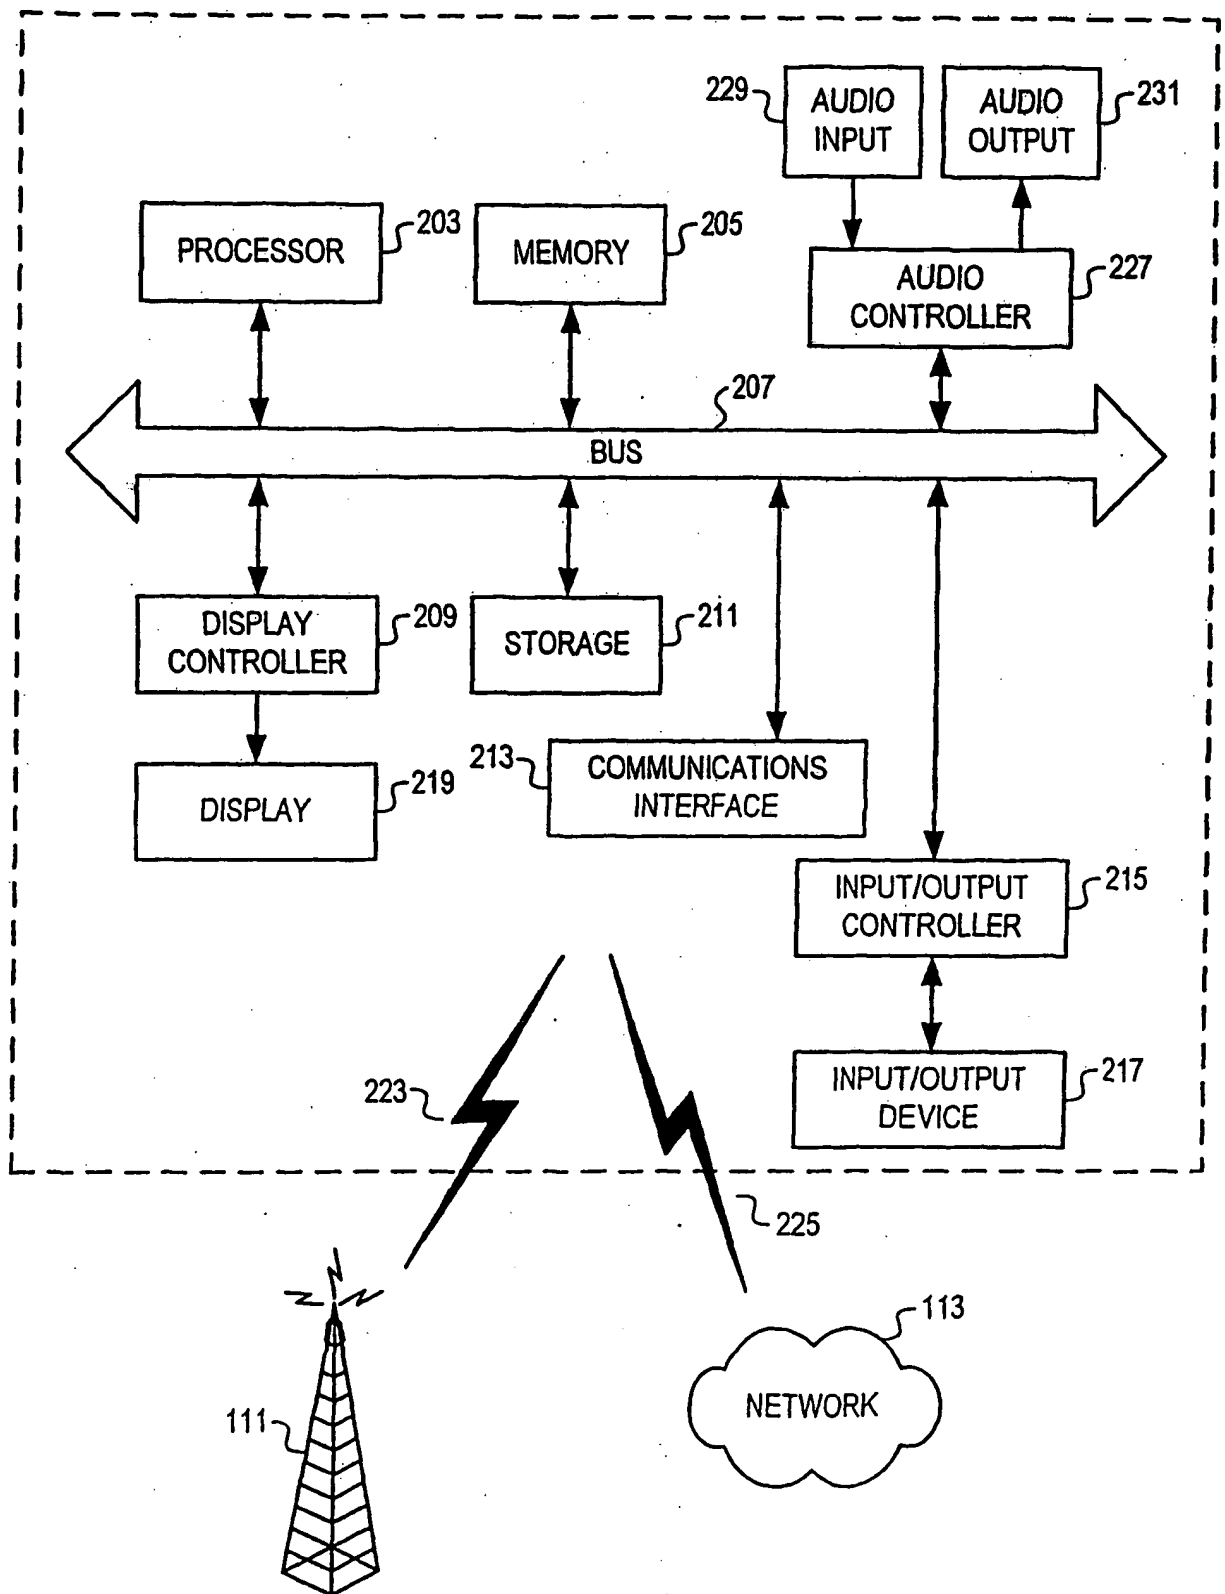 229
AUDIO
INPUT
AUDIO
OUTPUT
231
PROCESSOR
203
MEMORY
205
AUDIO
CONTROLLER
227
207
BUS
DISPLAY
CONTROLLER
209
STORAGE
211
213
COMMUNICATIONS
INTERFACE
DISPLAY
219
INPUT/OUTPUT
CONTROLLER
215
INPUT/OUTPUT
DEVICE
217
223
225
111
113
NETWORK